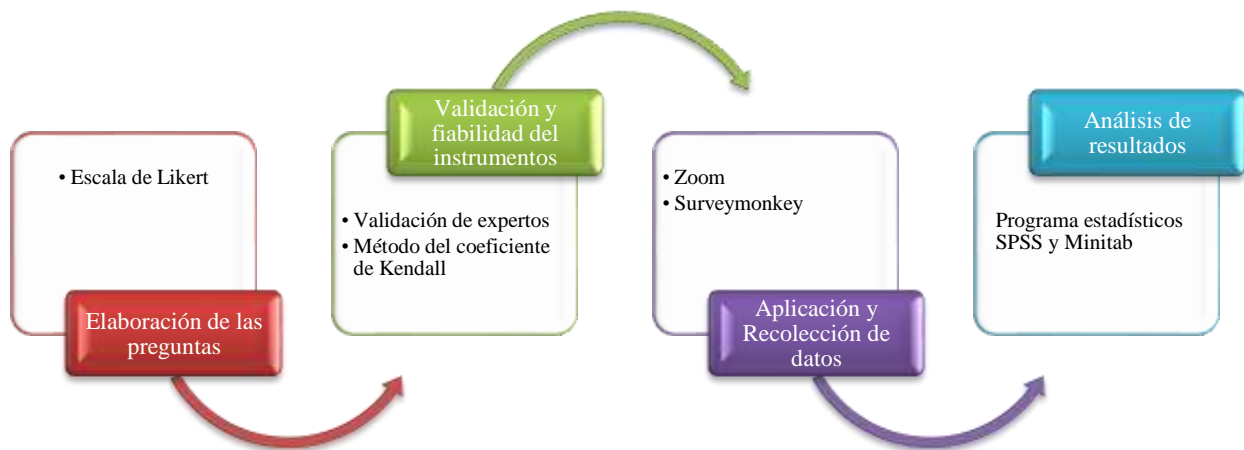 • Escala de Likert
Elaboración de las
preguntas
Validación y
fiabilidad del
instrumentos
• Validación de expertos
• Método del coeficiente
de Kendall
• Zoom
• Surveymonkey
Aplicación y
Recolección de
datos
Análisis de
resultados
Programa estadísticos
SPSS y Minitab